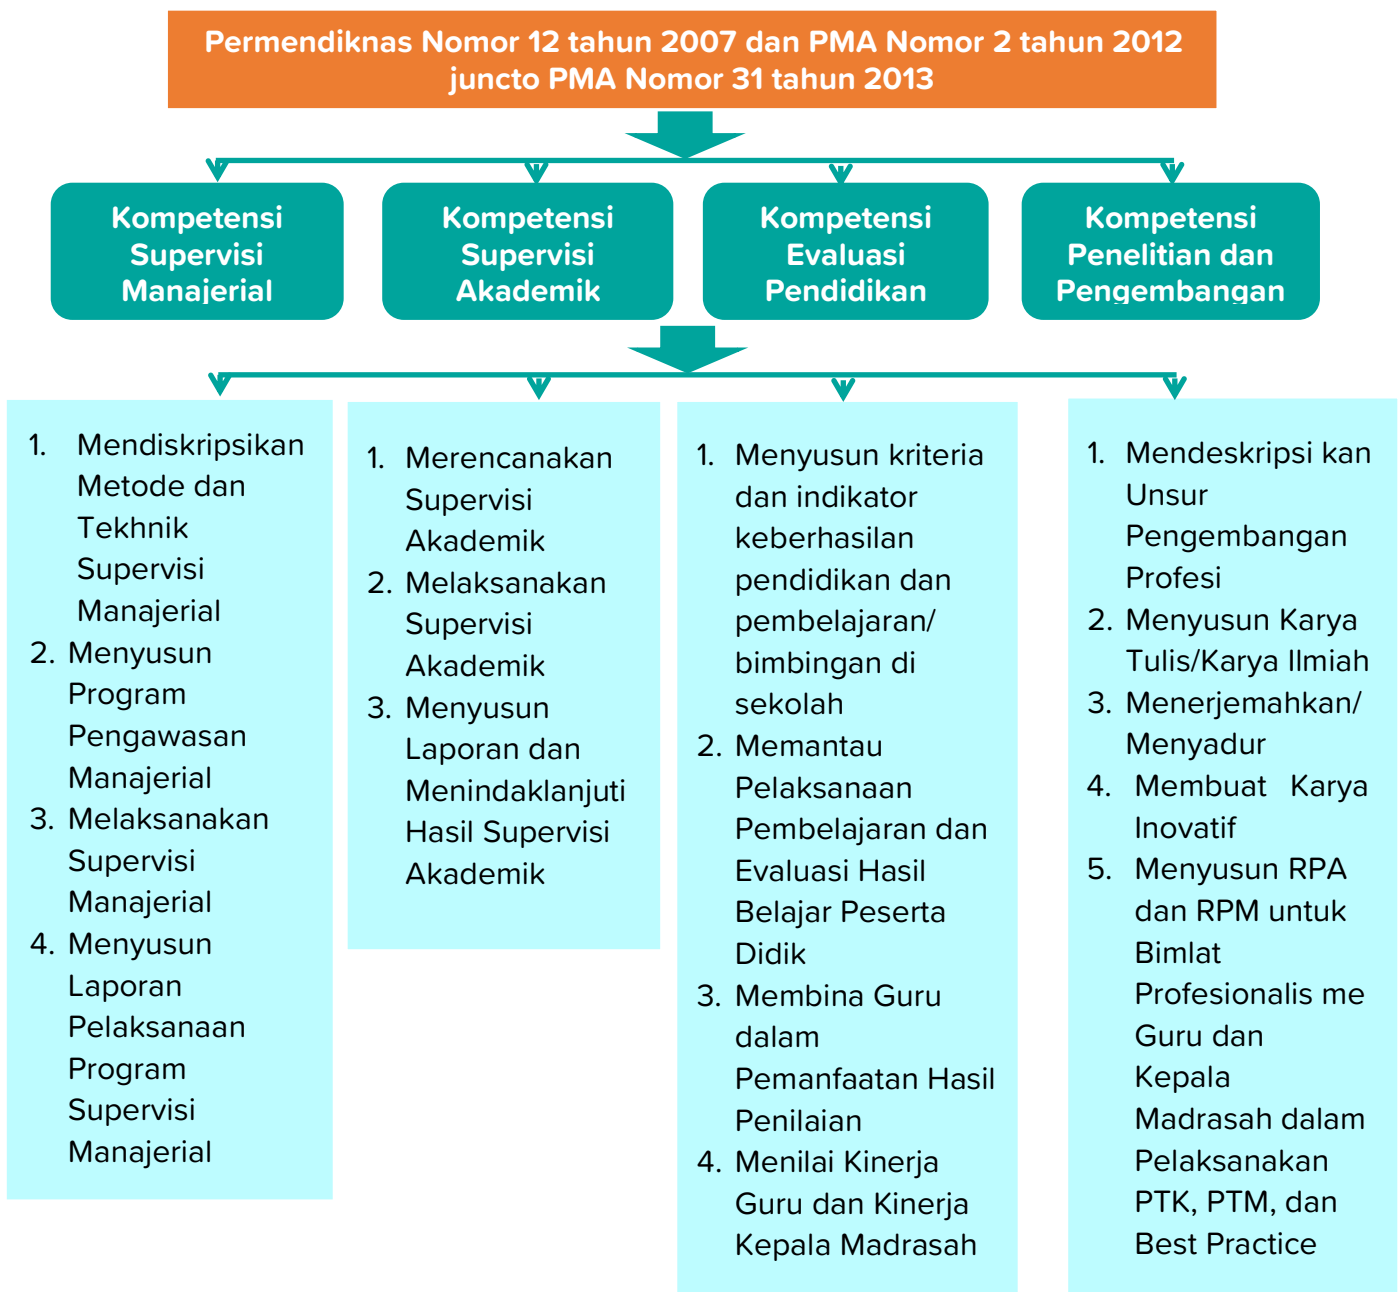 Permendiknas Nomor 12 tahun 2007 dan PMA Nomor 2 tahun 2012
juncto PMA Nomor 31 tahun 2013
Kompetensi
Supervisi
Manajerial
Kompetensi
Supervisi
Akademik
Kompetensi
Evaluasi
Pendidikan
Kompetensi
Penelitian dan
Pengembangan
1. Mendiskripsikan
Metode dan
Tekhnik
Supervisi
Manajerial
2. Menyusun
Program
Pengawasan
Manajerial
3. Melaksanakan
Supervisi
Manajerial
4. Menyusun
Laporan
Pelaksanaan
Program
Supervisi
Manajerial
1. Merencanakan
Supervisi
Akademik
2. Melaksanakan
Supervisi
Akademik
3. Menyusun
Laporan dan
Menindaklanjuti
Hasil Supervisi
Akademik
1. Menyusun kriteria
dan indikator
keberhasilan
pendidikan dan
pembelajaran/
bimbingan di
sekolah
2. Memantau
Pelaksanaan
Pembelajaran dan
Evaluasi Hasil
Belajar Peserta
Didik
3. Membina Guru
dalam
Pemanfaatan Hasil
Penilaian
4. Menilai Kinerja
Guru dan Kinerja
Kepala Madrasah
1. Mendeskripsi kan
Unsur
Pengembangan
Profesi
2. Menyusun Karya
Tulis/Karya Ilmiah
3. Menerjemahkan/
Menyadur
4. Membuat Karya
Inovatif
5. Menyusun RPA
dan RPM untuk
Bimlat
Profesionalis me
Guru dan
Kepala
Madrasah dalam
Pelaksanakan
PTK, PTM, dan
Best Practice